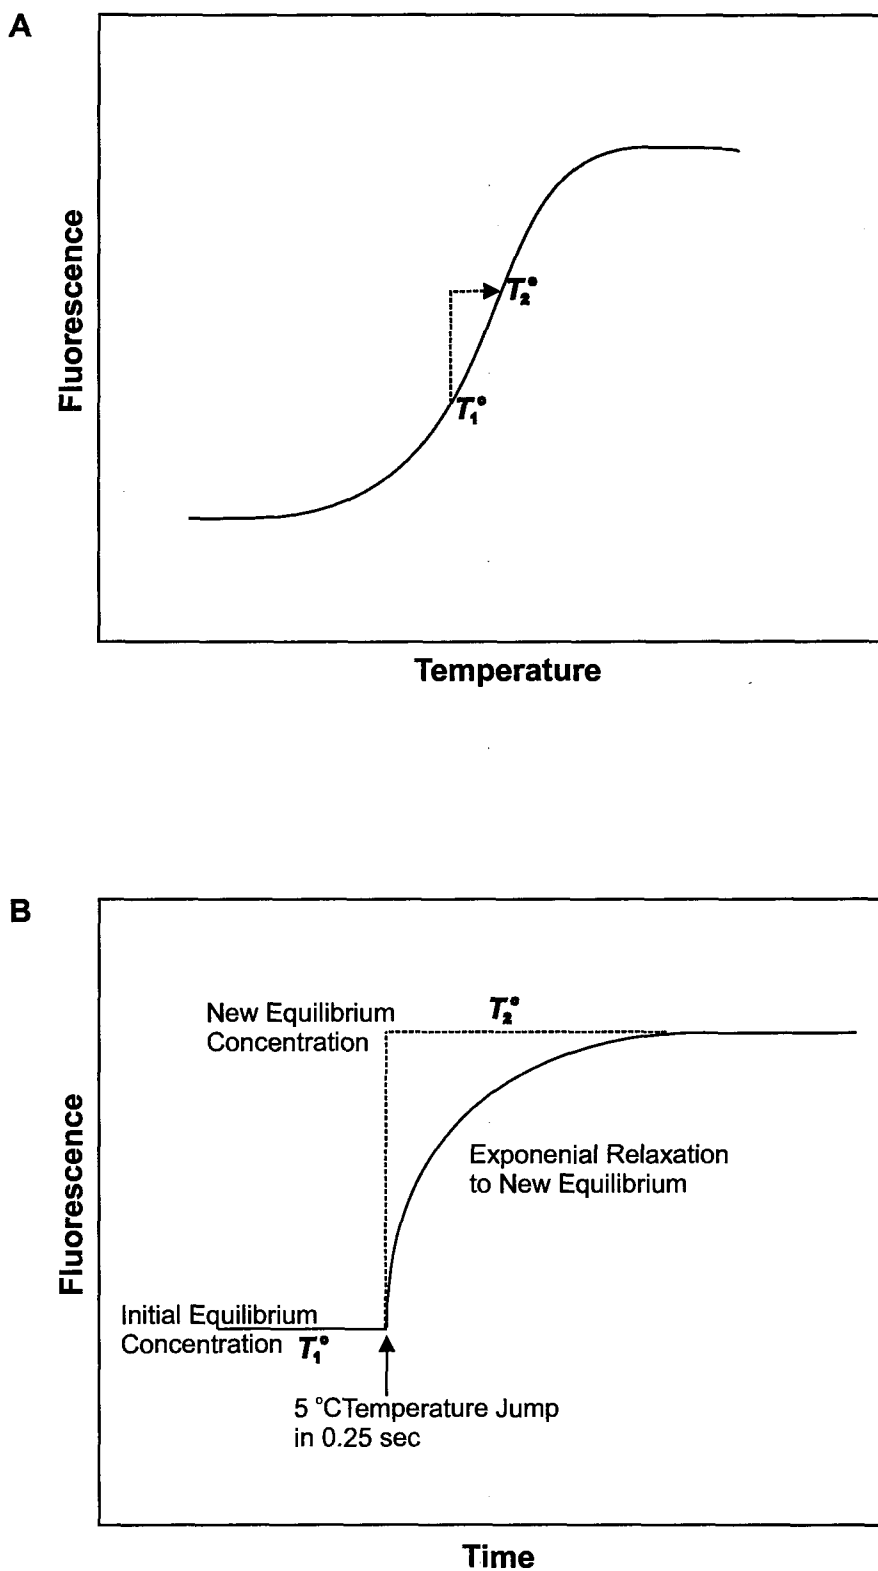 A
Fluorescence
T₂°
T₁°
Temperature
B
Fluorescence
New Equilibrium
Concentration
T₂°
Exponenial Relaxation
to New Equilibrium
Initial Equilibrium
Concentration
T₁°
5 °CTemperature Jump
in 0.25 sec
Time